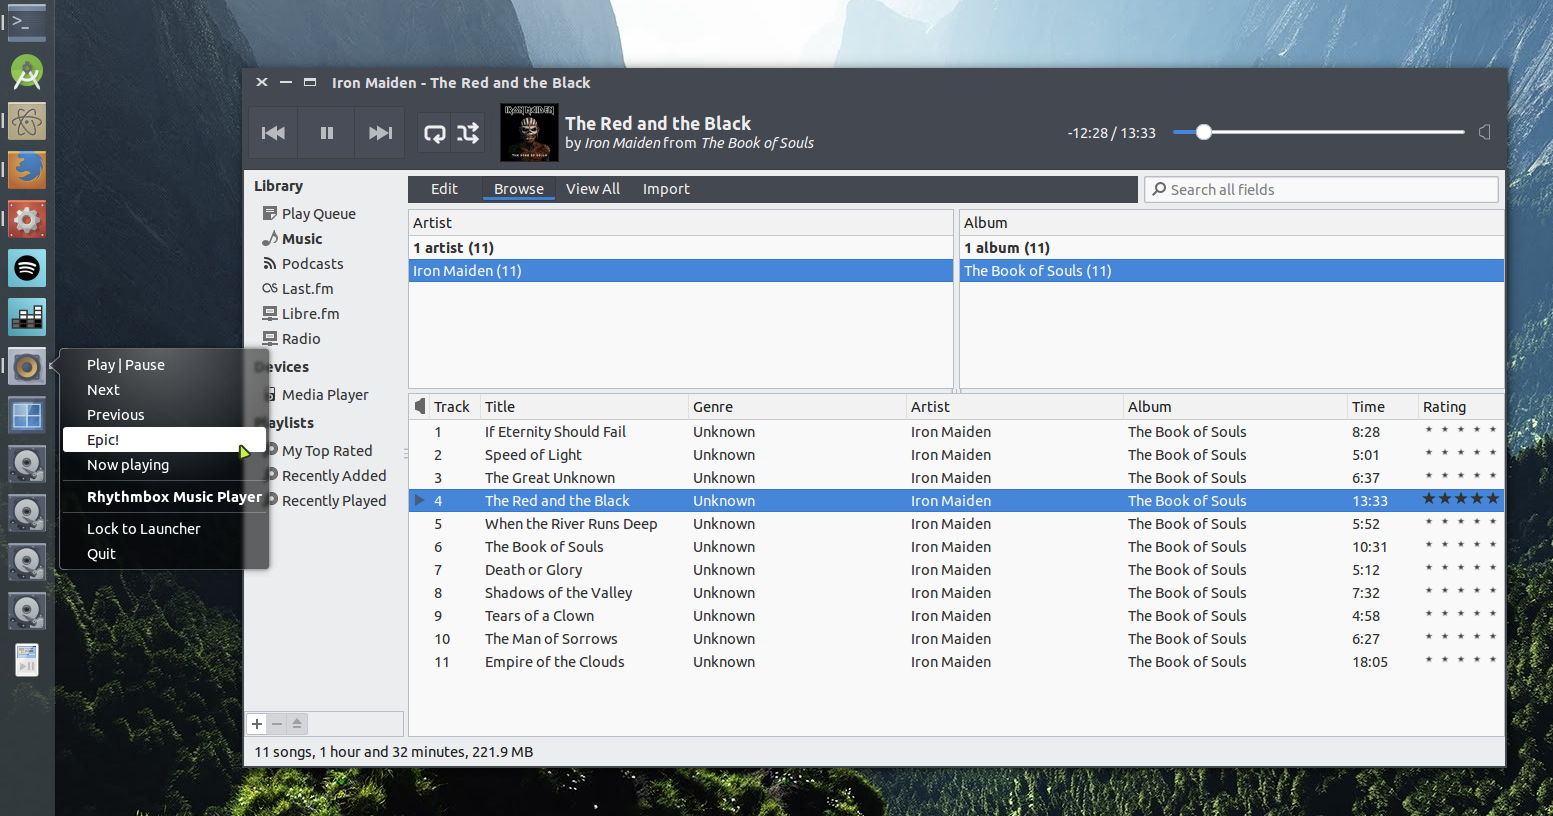 >_
Iron Maiden - The Red and the Black
IRON MAIDEN
THE BOOK OF SOULS
The Red and the Black
by Iron Maiden from The Book of Souls
-12:28 / 13:33
Library
Edit Browse View All Import
Search all fields
Play Queue
Music
Podcasts
Last.fm
Libre.fm
Radio
Devices
Media Player
aylists
My Top Rated
Recently Added
Recently Played
Artist
1 artist (11)
Iron Maiden (11)
Album
1 album (11)
The Book of Souls (11)
Play | Pause
Next
Previous
Epic!
Now playing
Rhythmbox Music Player
Lock to Launcher
Quit
Track Title Genre Artist Album Time Rating
1 If Eternity Should Fail Unknown Iron Maiden The Book of Souls 8:28
2 Speed of Light Unknown Iron Maiden The Book of Souls 5:01
3 The Great Unknown Unknown Iron Maiden The Book of Souls 6:37
4 The Red and the Black Unknown Iron Maiden The Book of Souls 13:33 ★★★★★
5 When the River Runs Deep Unknown Iron Maiden The Book of Souls 5:52
6 The Book of Souls Unknown Iron Maiden The Book of Souls 10:31
7 Death or Glory Unknown Iron Maiden The Book of Souls 5:12
8 Shadows of the Valley Unknown Iron Maiden The Book of Souls 7:32
9 Tears of a Clown Unknown Iron Maiden The Book of Souls 4:58
10 The Man of Sorrows Unknown Iron Maiden The Book of Souls 6:27
11 Empire of the Clouds Unknown Iron Maiden The Book of Souls 18:05
11 songs, 1 hour and 32 minutes, 221.9 MB